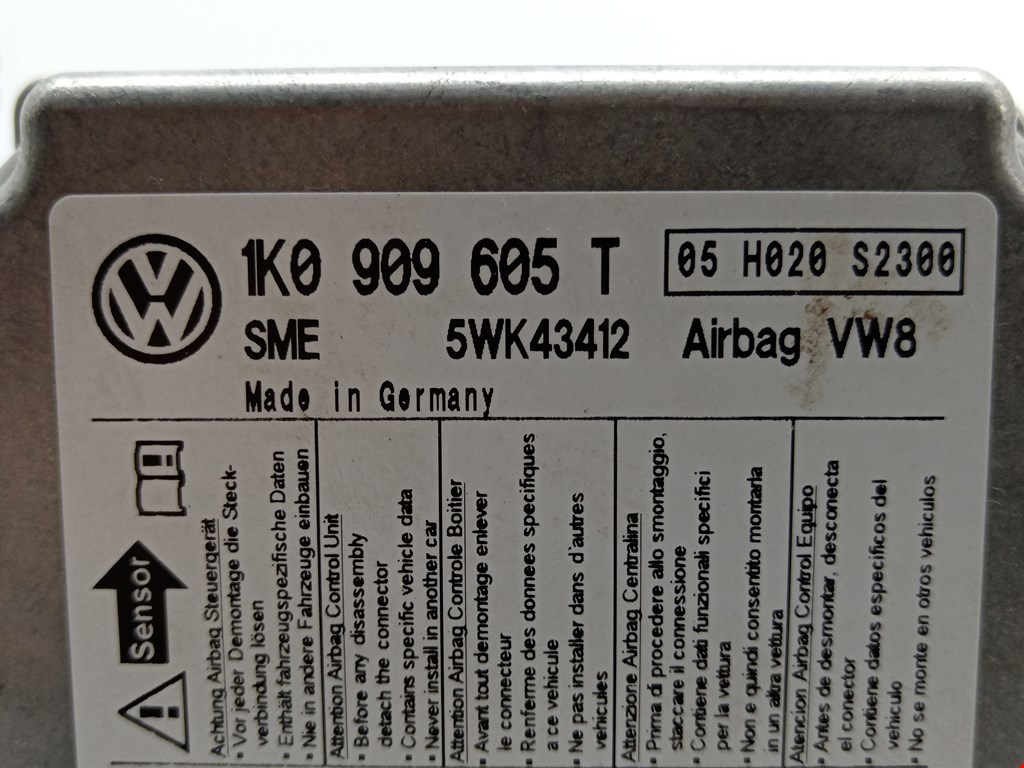 1K0 909 605 T
05 H020 S2300
SME 5WK43412 Airbag VW8
Made in Germany
Sensor
Achtung Airbag Steuergerät
• Vor jeder Demontage die Steck-
verbindung lösen
• Enthält fahrzeugspezifische Daten
• Nie in andere Fahrzeuge einbauen
Attention Airbag Control Unit
• Before any disassembly
detach the connector
• Contains specific vehicle data
• Never install in another car
Attention Airbag Controle Boitier
• Avant tout demontage enlever
le connecteur
• Renferme des donnees specifiques
a ce vehicule
• Ne pas installer dans d'autres
vehicules
Attenzione Airbag Centralina
• Prima di procedere allo smontaggio,
staccare il connessione
• Contiene dati funzionali specifici
per la vettura
• Non e quindi consentito montarla
in un altra vettura
Atencion Airbag Control Equipo
• Antes de desmontar, desconecta
el conector
• Contiene datos especificos del
vehiculo
• No se monte en otros vehiculos